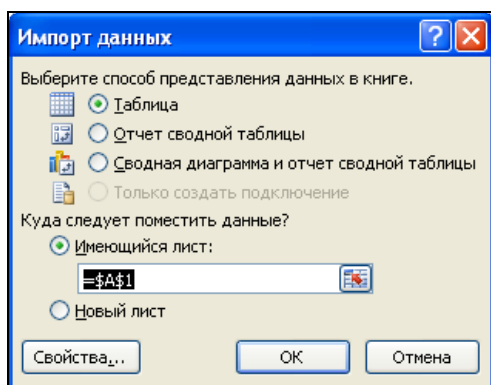 Импорт данных
Выберите способ представления данных в книге.
Таблица
Отчет сводной таблицы
Сводная диаграмма и отчет сводной таблицы
Только создать подключение
Куда следует поместить данные?
Имеющийся лист:
=$A$1
Новый лист
Свойства... ОК Отмена